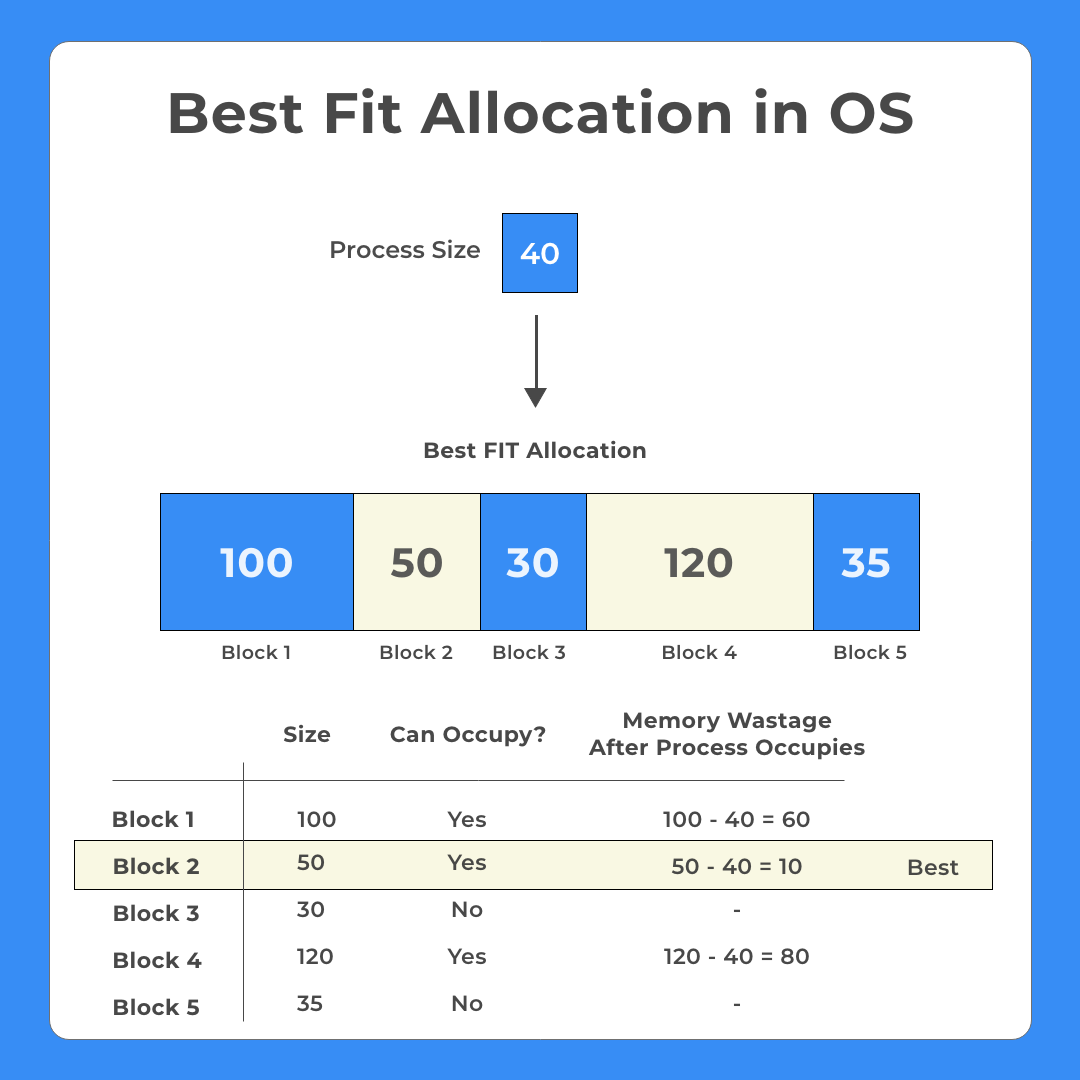 Best Fit Allocation in OS
Process Size 40
Best FIT Allocation
100 50 30 120 35
Block 1 Block 2 Block 3 Block 4 Block 5
Size Can Occupy? Memory Wastage
After Process Occupies
Block 1 100 Yes 100 - 40 = 60
Block 2 50 Yes 50 - 40 = 10 Best
Block 3 30 No -
Block 4 120 Yes 120 - 40 = 80
Block 5 35 No -